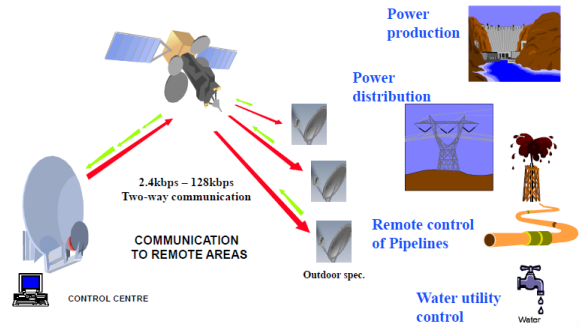 Power
production
Power
distribution
2.4kbps – 128kbps
Two-way communication
COMMUNICATION
TO REMOTE AREAS
Remote control
of Pipelines
Outdoor spec.
CONTROL CENTRE
Water utility
control
Water